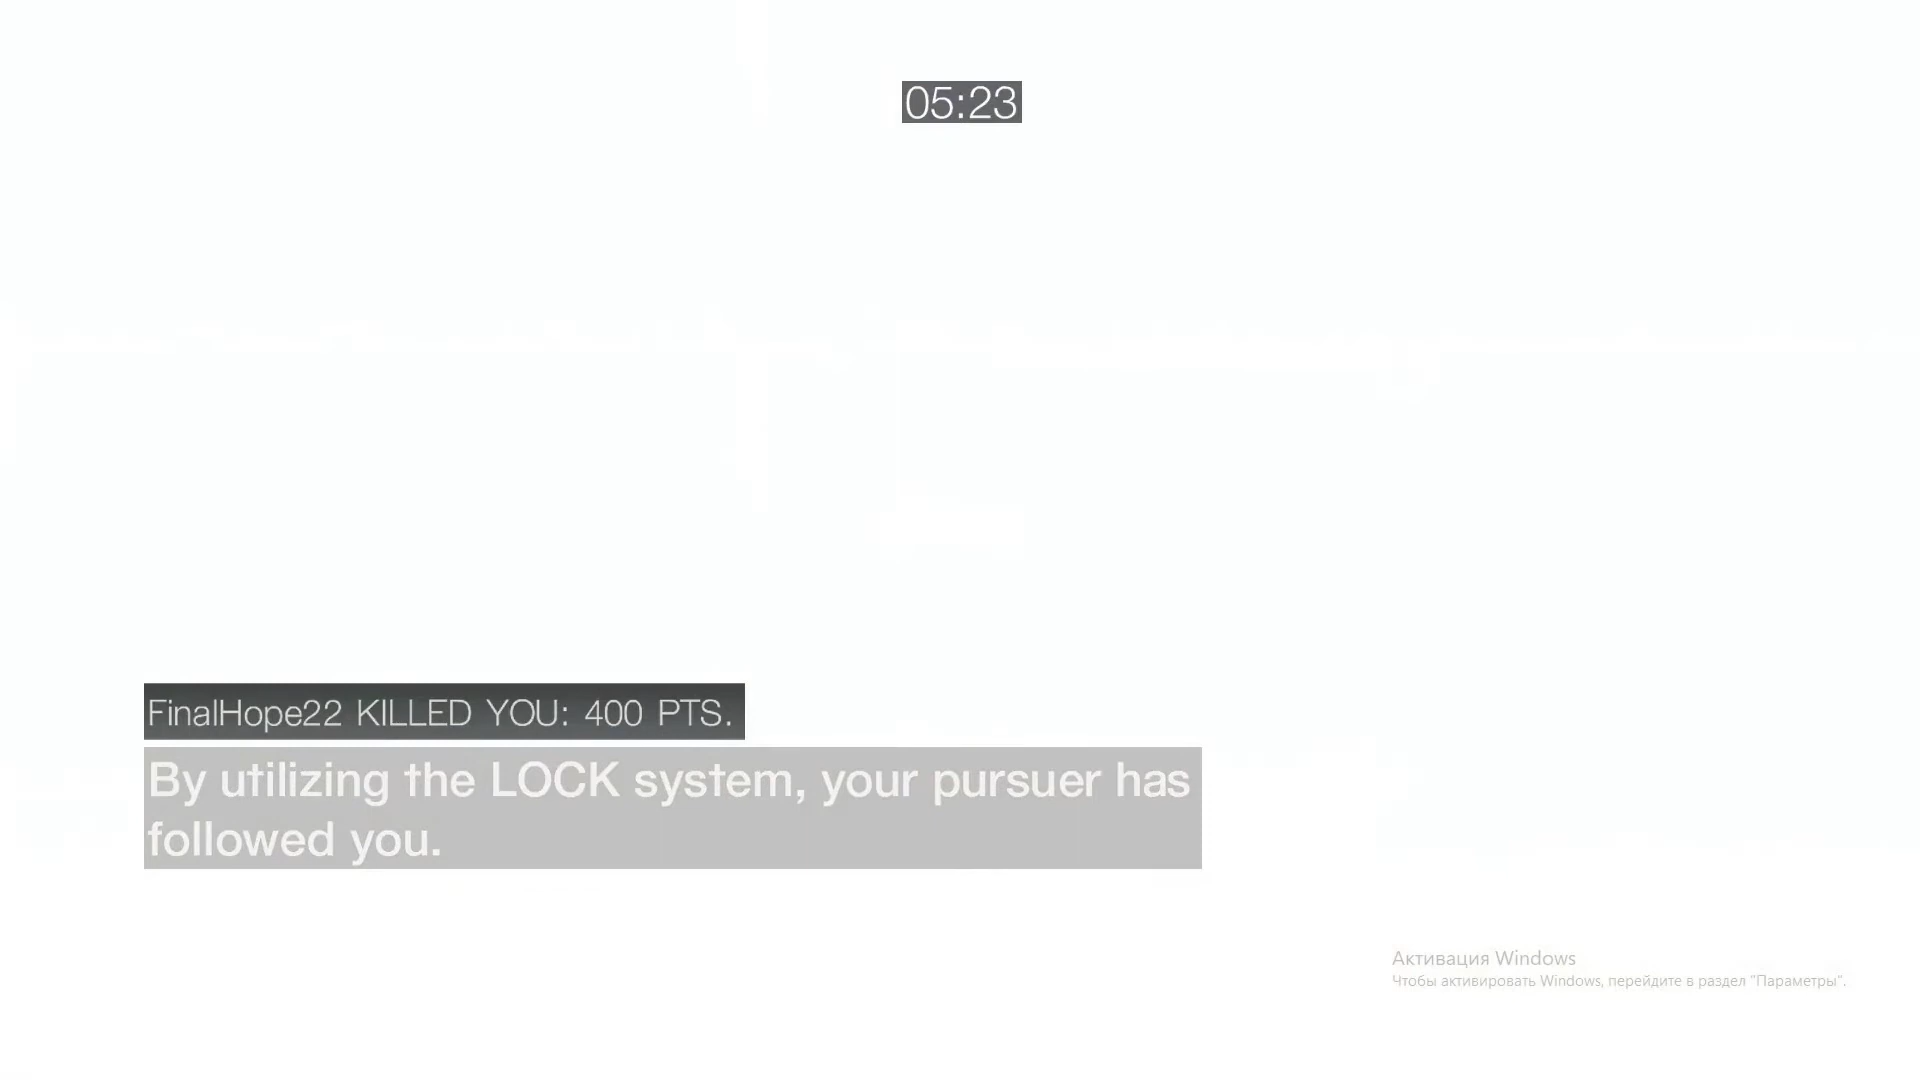 05:23
FinalHope22 KILLED YOU: 400 PTS.
By utilizing the LOCK system, your pursuer has
followed you.
Активация Windows
Чтобы активировать Windows, перейдите в раздел "Параметры".